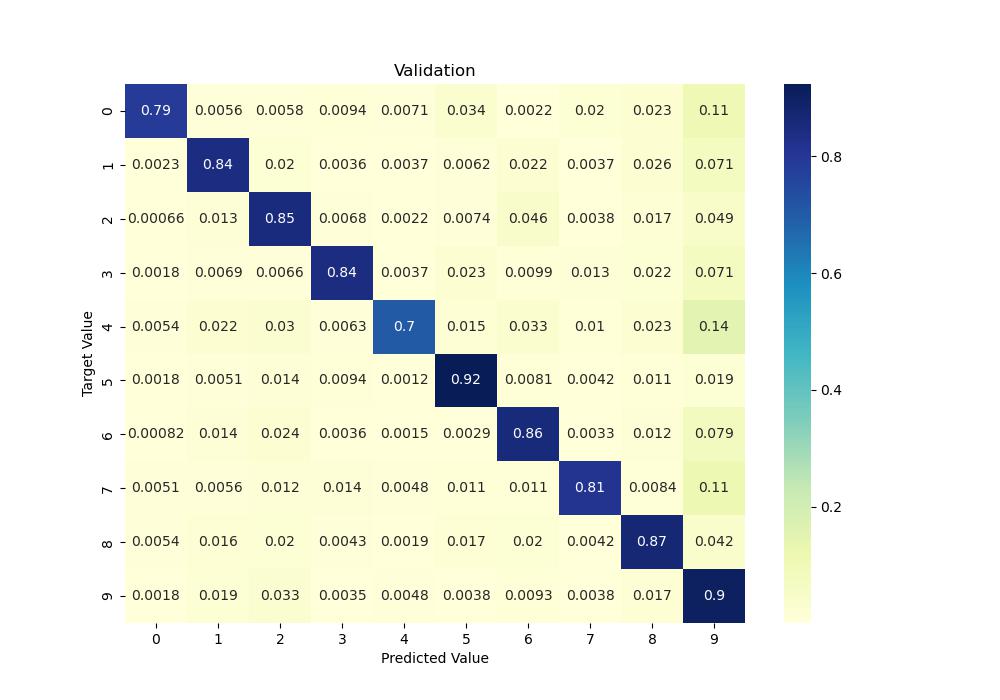 Validation
0 0.79 0.0056 0.0058 0.0094 0.0071 0.034 0.0022 0.02 0.023 0.11
1 0.0023 0.84 0.02 0.0036 0.0037 0.0062 0.022 0.0037 0.026 0.071
2 0.00066 0.013 0.85 0.0068 0.0022 0.0074 0.046 0.0038 0.017 0.049
3 0.0018 0.0069 0.0066 0.84 0.0037 0.023 0.0099 0.013 0.022 0.071
4 0.0054 0.022 0.03 0.0063 0.7 0.015 0.033 0.01 0.023 0.14
5 0.0018 0.0051 0.014 0.0094 0.0012 0.92 0.0081 0.0042 0.011 0.019
6 0.00082 0.014 0.024 0.0036 0.0015 0.0029 0.86 0.0033 0.012 0.079
7 0.0051 0.0056 0.012 0.014 0.0048 0.011 0.011 0.81 0.0084 0.11
8 0.0054 0.016 0.02 0.0043 0.0019 0.017 0.02 0.0042 0.87 0.042
9 0.0018 0.019 0.033 0.0035 0.0048 0.0038 0.0093 0.0038 0.017 0.9
0 1 2 3 4 5 6 7 8 9
Predicted Value
Target Value
0.8
0.6
0.4
0.2